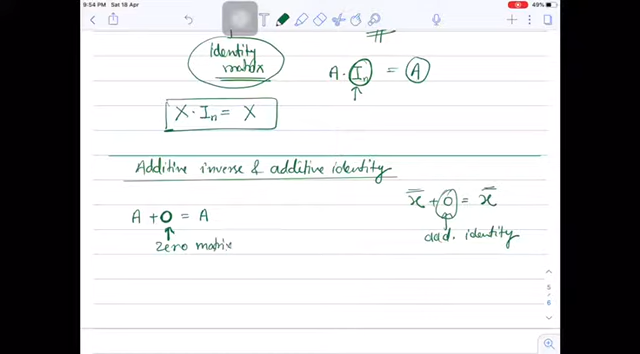 9:54 PM Sat 18 Apr
49%
Identity
matrix
A · Iₙ = A
X · Iₙ = X
Additive inverse & additive identity
A + O = A
zero matrix
x + 0 = x
add. identity
5
6